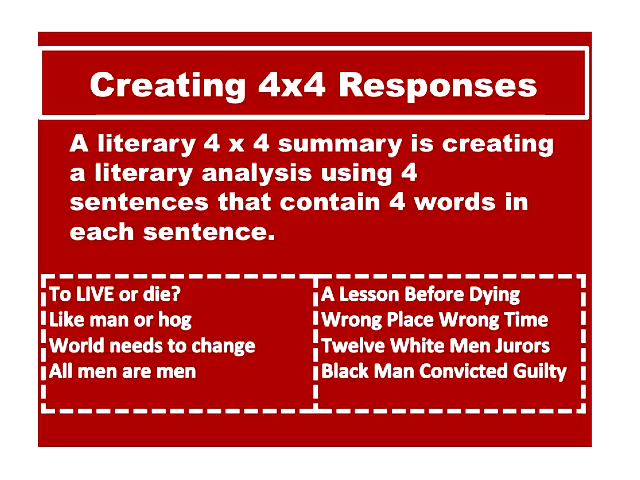 Creating 4x4 Responses
A literary 4 x 4 summary is creating
a literary analysis using 4
sentences that contain 4 words in
each sentence.
To LIVE or die?
Like man or hog
World needs to change
All men are men
A Lesson Before Dying
Wrong Place Wrong Time
Twelve White Men Jurors
Black Man Convicted Guilty